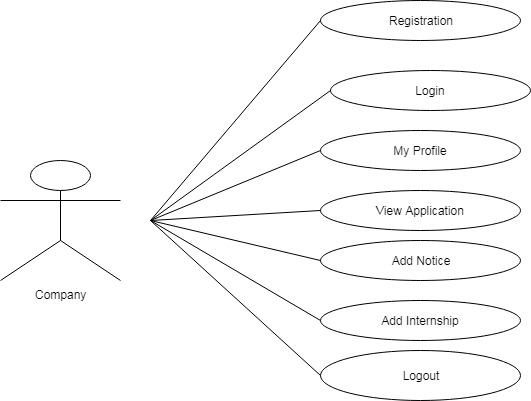 Registration
Login
My Profile
View Application
Add Notice
Company
Add Internship
Logout